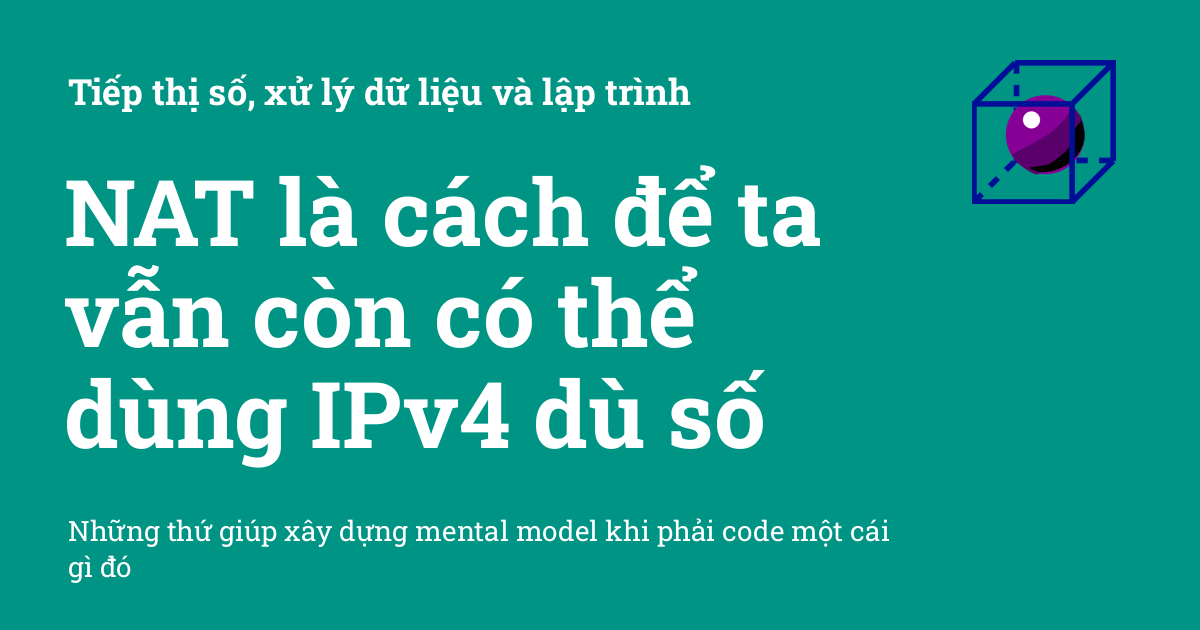 Tiếp thị số, xử lý dữ liệu và lập trình
NAT là cách để ta
vẫn còn có thể
dùng IPv4 dù số
Những thứ giúp xây dựng mental model khi phải code một cái
gì đó